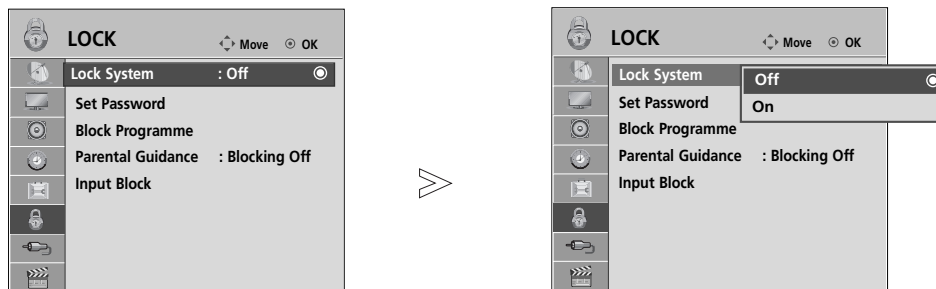 LOCK Move OK
Lock System : Off
Set Password
Block Programme
Parental Guidance : Blocking Off
Input Block
LOCK Move OK
Lock System
Off
On
Set Password
Block Programme
Parental Guidance : Blocking Off
Input Block